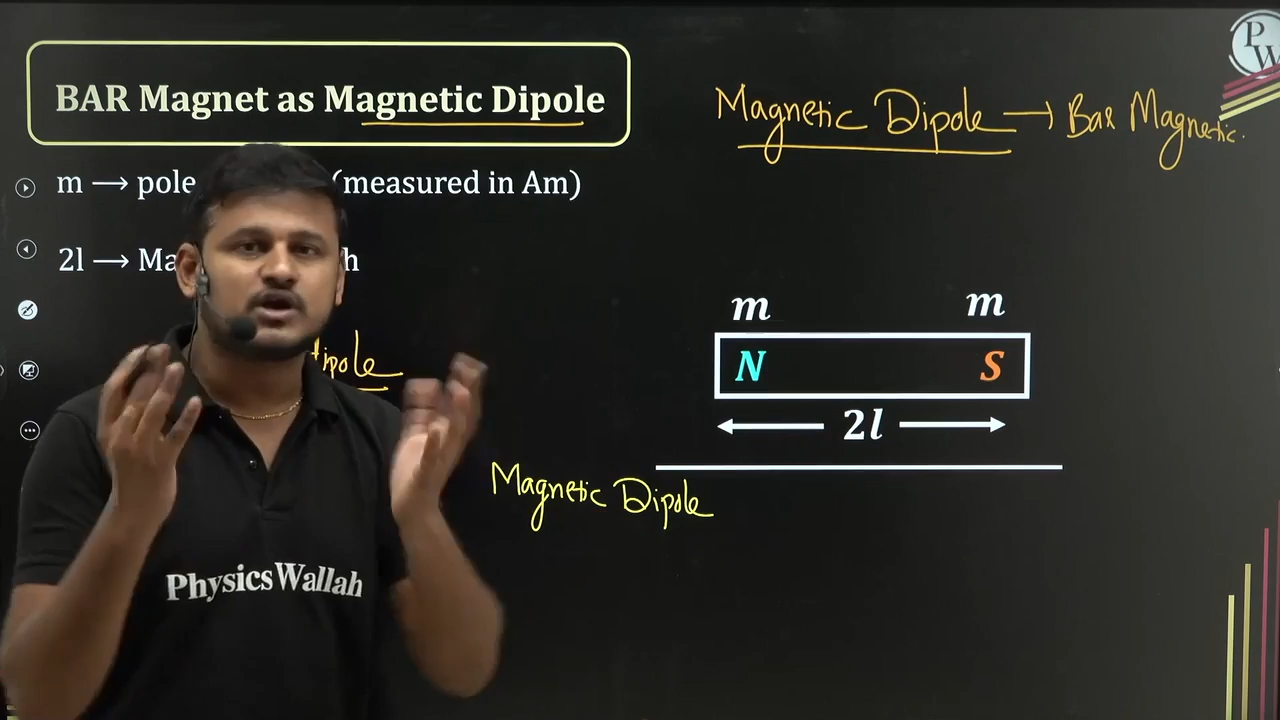 BAR Magnet as Magnetic Dipole
Magnetic Dipole → Bar Magnetic.
P
W
m → pole (measured in Am)
2l → Ma h
m m
N S
2l
ipole
Magnetic Dipole
PhysicsWallah